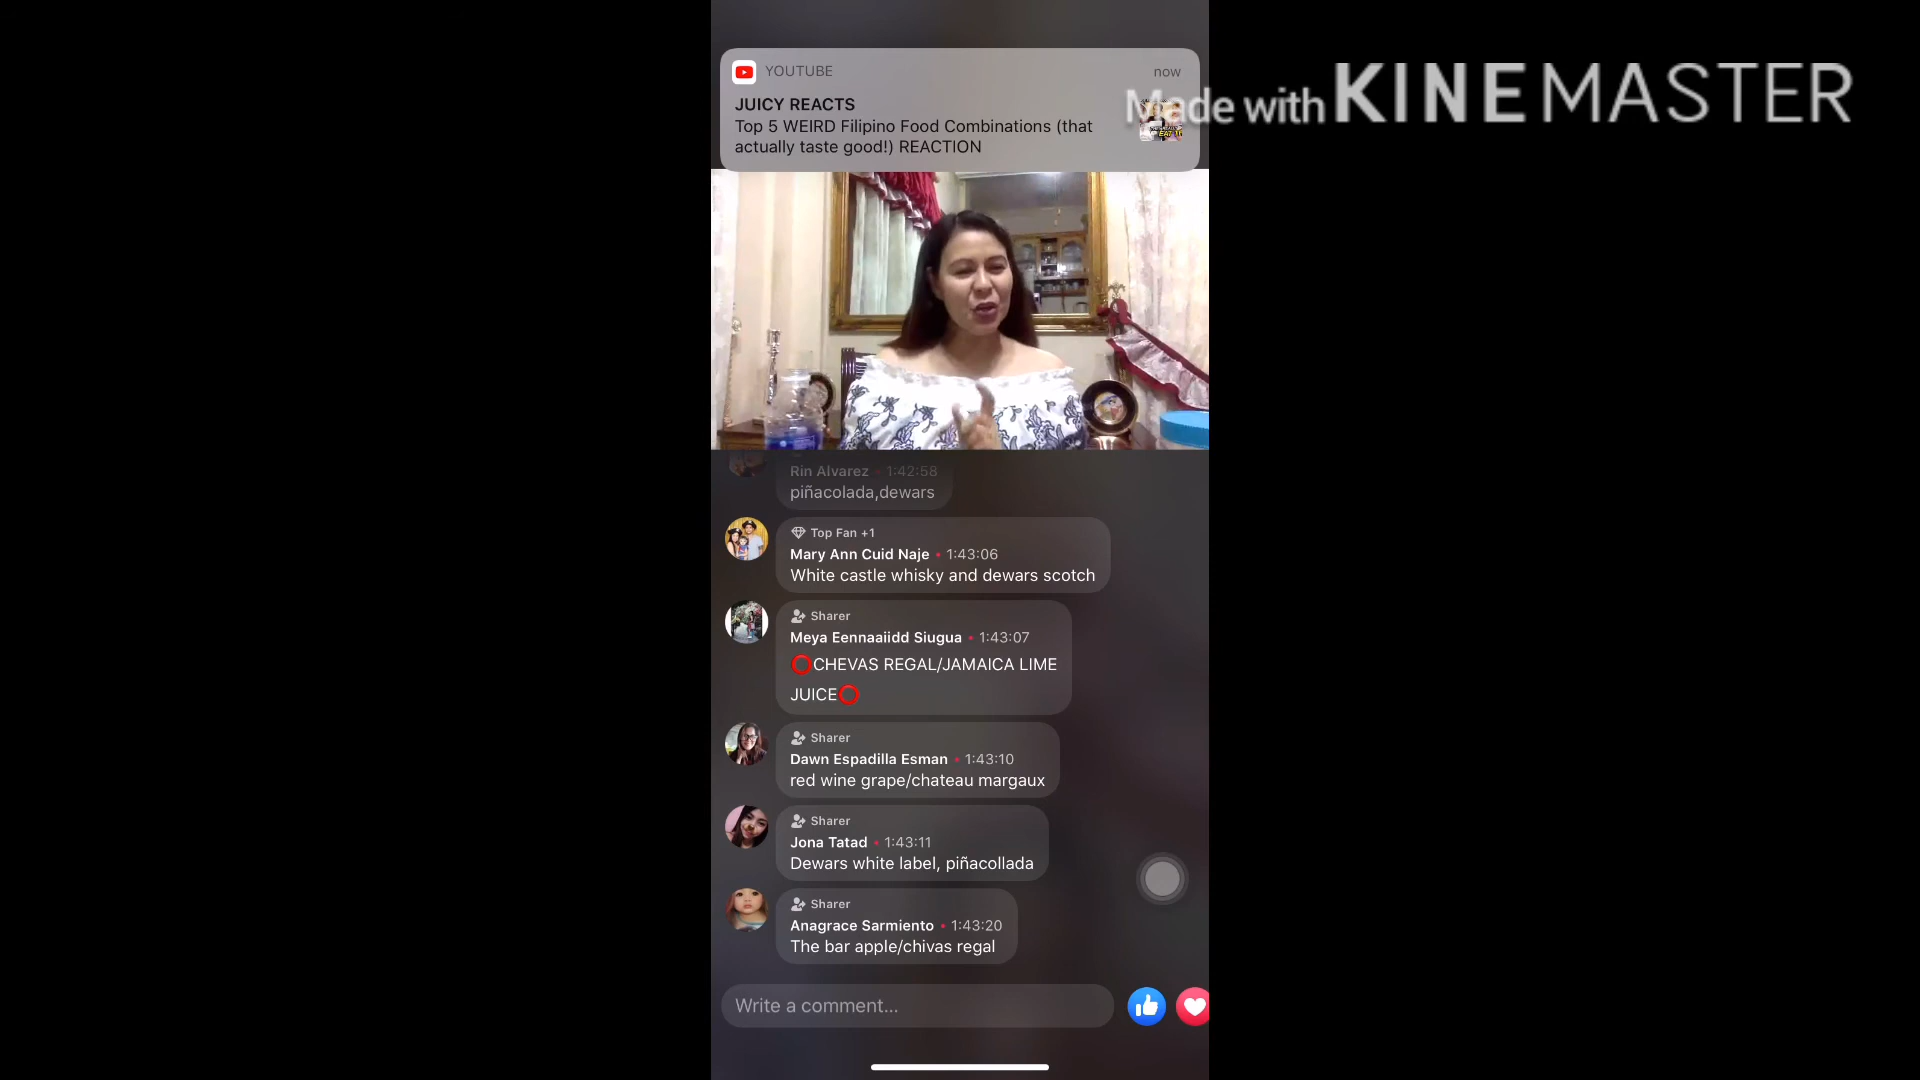 YOUTUBE
now
JUICY REACTS
Top 5 WEIRD Filipino Food Combinations (that
actually taste good!) REACTION
Made with KINEMASTER
Rin Alvarez • 1:42:58
piñacolada,dewars
Top Fan +1
Mary Ann Cuid Naje • 1:43:06
White castle whisky and dewars scotch
Sharer
Meya Eennaaiidd Siugua • 1:43:07
⭕CHEVAS REGAL/JAMAICA LIME
JUICE⭕
Sharer
Dawn Espadilla Esman • 1:43:10
red wine grape/chateau margaux
Sharer
Jona Tatad • 1:43:11
Dewars white label, piñacollada
Sharer
Anagrace Sarmiento • 1:43:20
The bar apple/chivas regal
Write a comment...